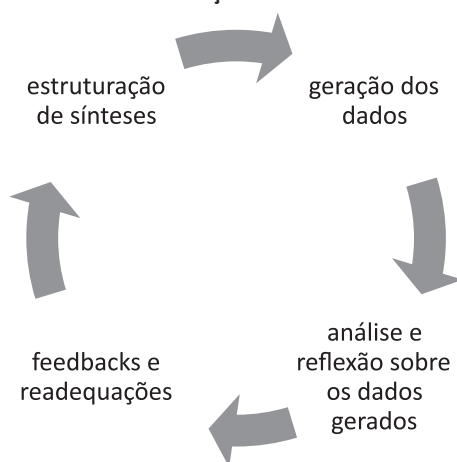 estruturação
de sínteses
geração dos
dados
análise e
reflexão sobre
os dados
gerados
feedbacks e
readequações